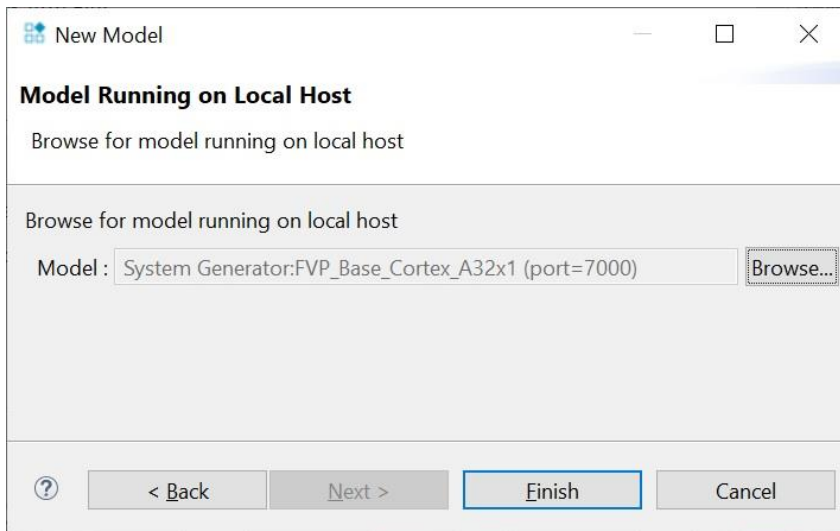 New Model
Model Running on Local Host
Browse for model running on local host
Browse for model running on local host
Model : System Generator:FVP_Base_Cortex_A32x1 (port=7000) Browse...
? < Back Next > Finish Cancel